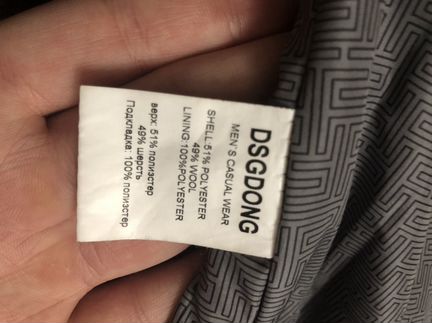 DSGDONG
MEN'S CASUAL WEAR
SHELL 51% POLYESTER
49% WOOL
LINING:100%POLYESTER
верх: 51% полиэстер
49% шерсть
Подкладка: 100% полиэстер